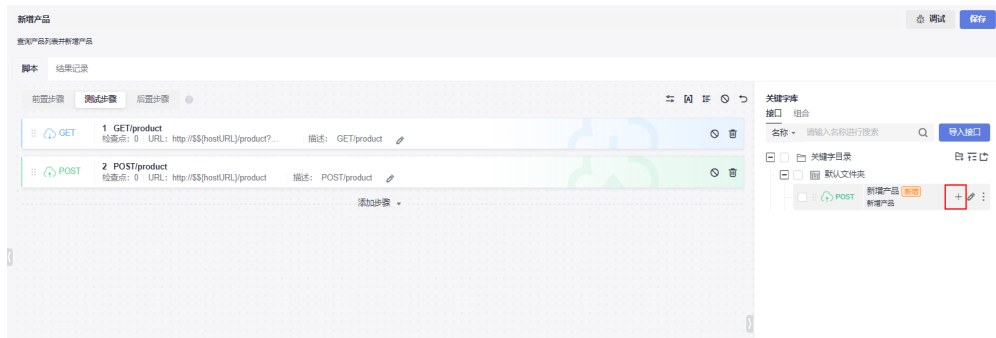 新增产品
调试
保存
查询产品列表并新增产品
脚本 结果记录
前置步骤 测试步骤 后置步骤
GET 1 GET/product
检查点: 0 URL: http://$${hostURL}/product?... 描述: GET/product
POST 2 POST/product
检查点: 0 URL: http://$${hostURL}/product 描述: POST/product
添加步骤
关键字库
接口 组合
名称 请输入名称进行搜索 导入接口
关键字目录
默认文件夹
POST 新增产品 新增
新增产品